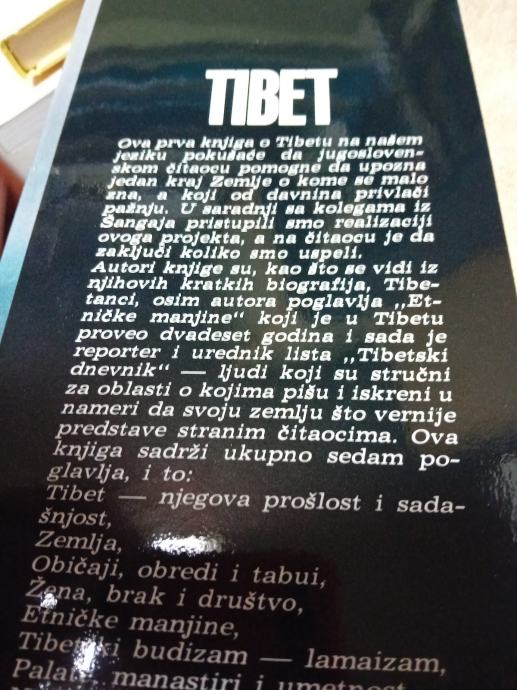 TIBET
Ova prva knjiga o Tibetu na našem
jeziku pokušaće da jugosloven-
skom čitaocu pomogne da upozna
jedan kraj Zemlje o kome se malo
zna, a koji od davnina privlači
pažnju. U saradnji sa kolegama iz
Šangaja pristupili smo realizaciji
ovoga projekta, a na čitaocu je da
zaključi koliko smo uspeli.
Autori knjige su, kao što se vidi iz
njihovih kratkih biografija, Tibe-
tanci, osim autora poglavlja „Et-
ničke manjine“ koji je u Tibetu
proveo dvadeset godina i sada je
reporter i urednik lista „Tibetski
dnevnik“ — ljudi koji su stručni
za oblasti o kojima pišu i iskreni u
nameri da svoju zemlju što vernije
predstave stranim čitaocima. Ova
knjiga sadrži ukupno sedam po-
glavlja, i to:
Tibet — njegova prošlost i sada-
šnjost,
Zemlja,
Običaji, obredi i tabui,
Žena, brak i društvo,
Etničke manjine,
Tibetski budizam — lamaizam,
manastiri i umetnost